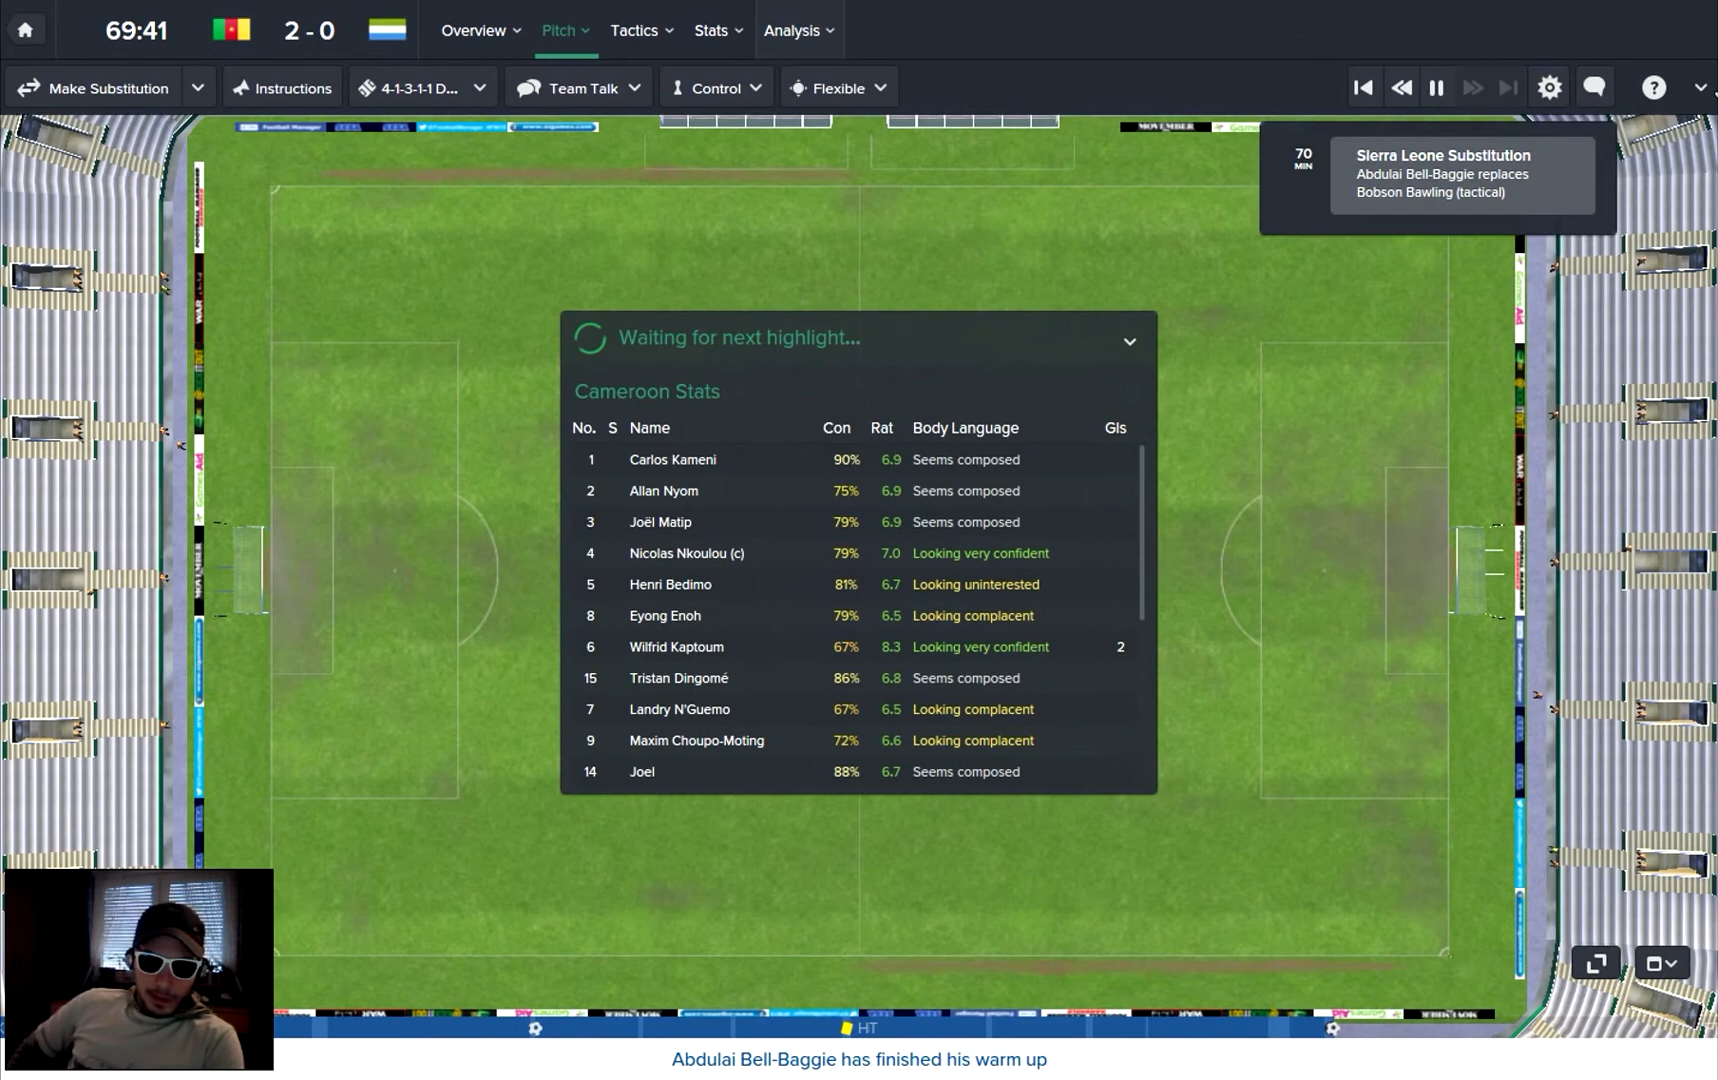 69:41 2 - 0 Overview Pitch Tactics Stats Analysis
Make Substitution Instructions 4-1-3-1-1 D... Team Talk Control Flexible ?
70 MIN
Sierra Leone Substitution
Abdulai Bell-Baggie replaces
Bobson Bawling (tactical)
Waiting for next highlight...
Cameroon Stats
No. S Name Con Rat Body Language Gls
1 Carlos Kameni 90% 6.9 Seems composed
2 Allan Nyom 75% 6.9 Seems composed
3 Joël Matip 79% 6.9 Seems composed
4 Nicolas Nkoulou (c) 79% 7.0 Looking very confident
5 Henri Bedimo 81% 6.7 Looking uninterested
8 Eyong Enoh 79% 6.5 Looking complacent
6 Wilfrid Kaptoum 67% 8.3 Looking very confident 2
15 Tristan Dingomé 86% 6.8 Seems composed
7 Landry N'Guemo 67% 6.5 Looking complacent
9 Maxim Choupo-Moting 72% 6.6 Looking complacent
14 Joel 88% 6.7 Seems composed
HT
Abdulai Bell-Baggie has finished his warm up